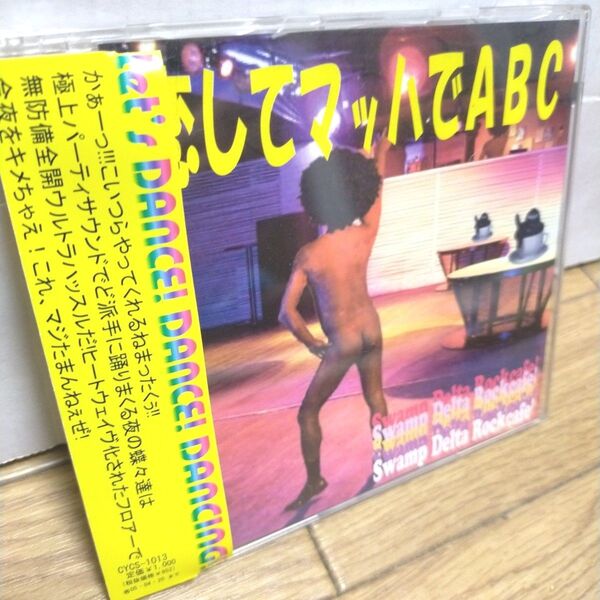 恋してマッハでABC
Let's DANCE! DANCE! DANCING!
かぁーっ!!!こいつらやってくれるねまったくぅ!!
極上パーティサウンドでど派手に踊りまくる夜の蝶々達は
無防備全開ウルトラハッスルだ!ヒートウェイヴ化されたフロアーで
今夜をキメちゃえ！これ、マジたまんねぇぜ!
Swamp Delta Rockcafe'
Swamp Delta Rockcafe'
Swamp Delta Rockcafe'
CYCS-1013